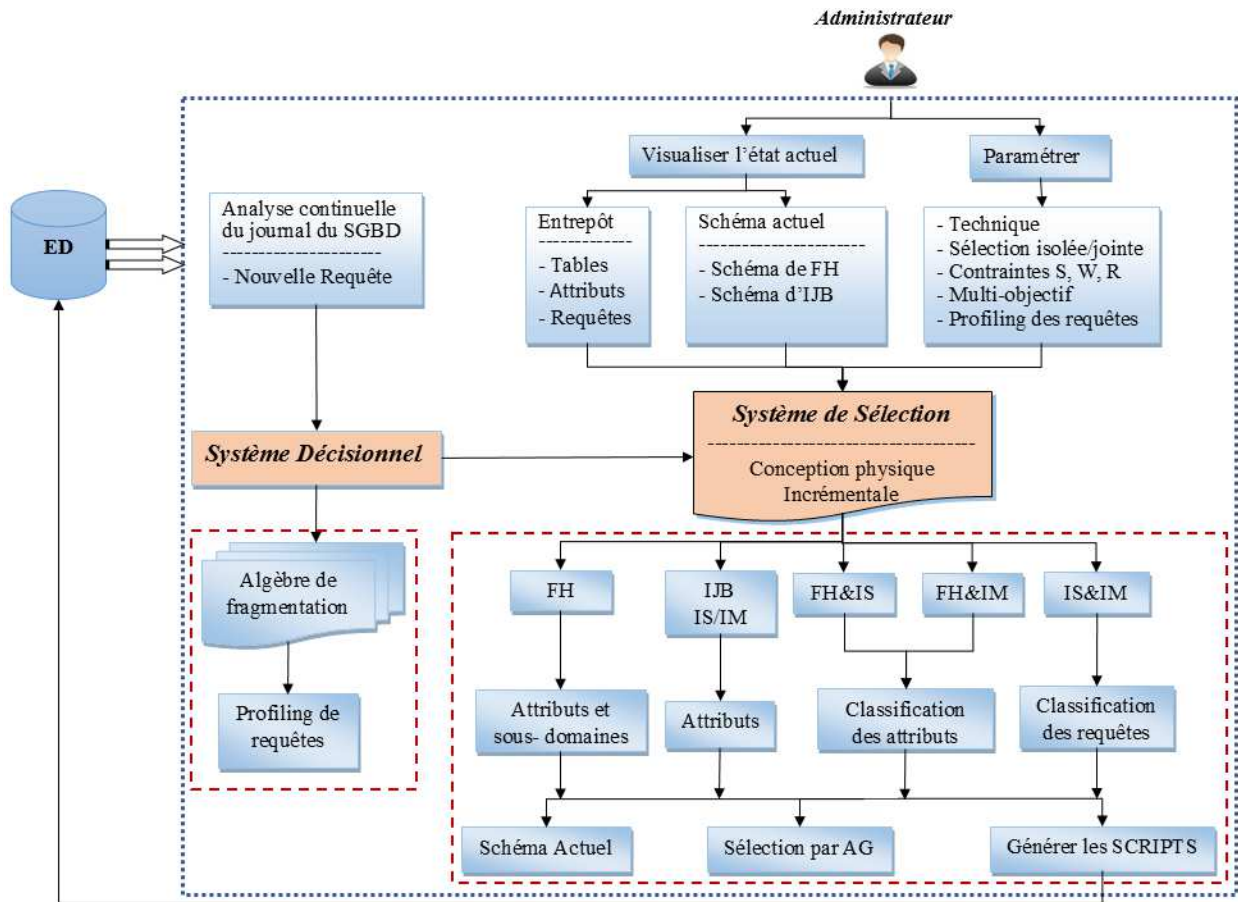 Administrateur
Visualiser l'état actuel
Paramétrer
ED
Analyse continuelle
du journal du SGBD
----------------------
- Nouvelle Requête
Entrepôt
-------------
- Tables
- Attributs
- Requêtes
Schéma actuel
----------------------
- Schéma de FH
- Schéma d'IJB
- Technique
- Sélection isolée/jointe
- Contraintes S, W, R
- Multi-objectif
- Profiling des requêtes
Système Décisionnel
Système de Sélection
-----------------------------------
Conception physique
Incrémentale
Algèbre de
fragmentation
Profiling de
requêtes
FH
IJB
IS/IM
FH&IS
FH&IM
IS&IM
Attributs et
sous- domaines
Attributs
Classification
des attributs
Classification
des requêtes
Schéma Actuel
Sélection par AG
Générer les SCRIPTS